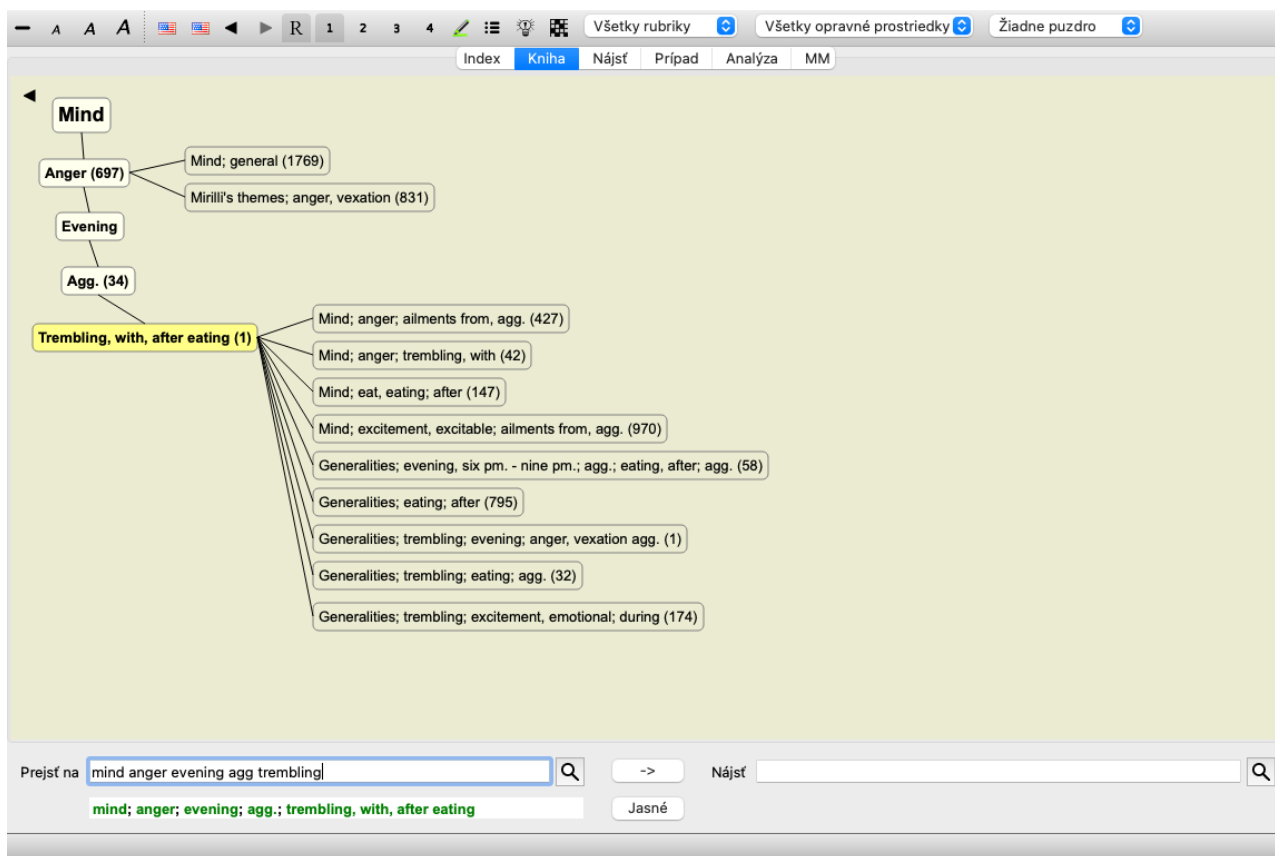 A A A R 1 2 3 4 Všetky rubriky Všetky opravné prostriedky Žiadne puzdro
Index Kniha Nájsť Prípad Analýza MM
Mind
Mind; general (1769)
Anger (697)
Mirilli's themes; anger, vexation (831)
Evening
Agg. (34)
Mind; anger; ailments from, agg. (427)
Trembling, with, after eating (1)
Mind; anger; trembling, with (42)
Mind; eat, eating; after (147)
Mind; excitement, excitable; ailments from, agg. (970)
Generalities; evening, six pm. - nine pm.; agg.; eating, after; agg. (58)
Generalities; eating; after (795)
Generalities; trembling; evening; anger, vexation agg. (1)
Generalities; trembling; eating; agg. (32)
Generalities; trembling; excitement, emotional; during (174)
Prejsť na mind anger evening agg trembling -> Nájsť
mind; anger; evening; agg.; trembling, with, after eating Jasné